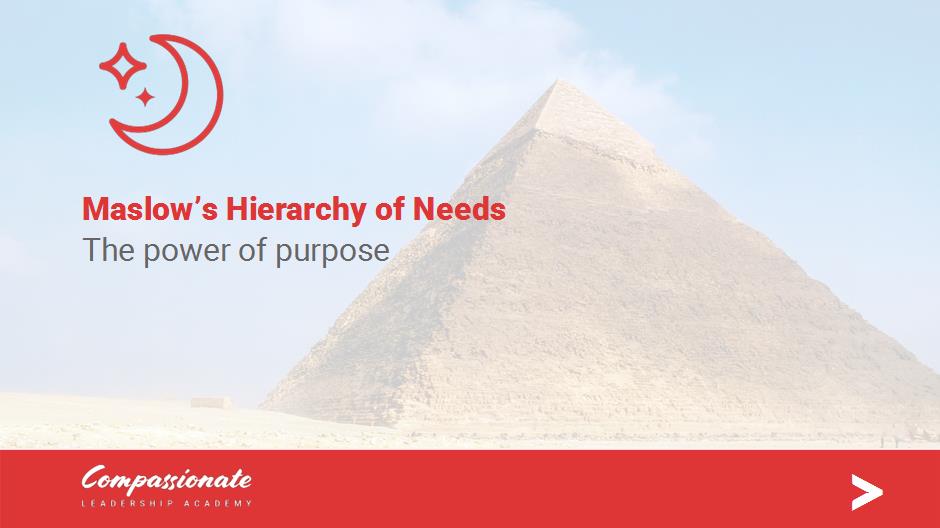 Maslow’s Hierarchy of Needs
The power of purpose
Compassionate
LEADERSHIP ACADEMY